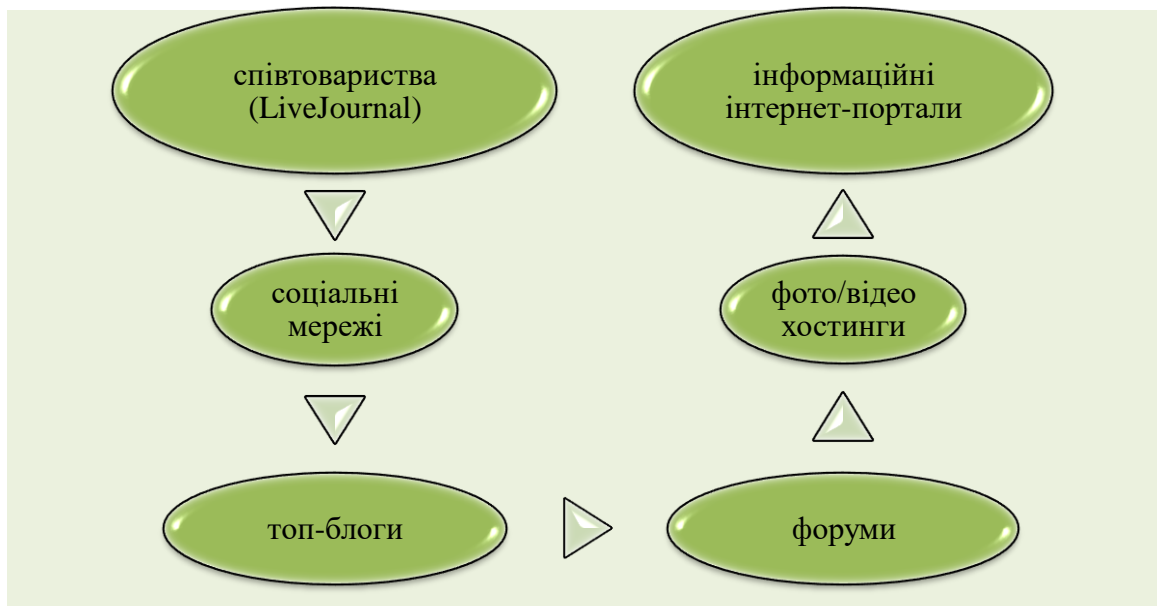 співтовариства
(LiveJournal)
інформаційні
інтернет-портали
соціальні
мережі
фото/відео
хостинги
топ-блоги
форуми